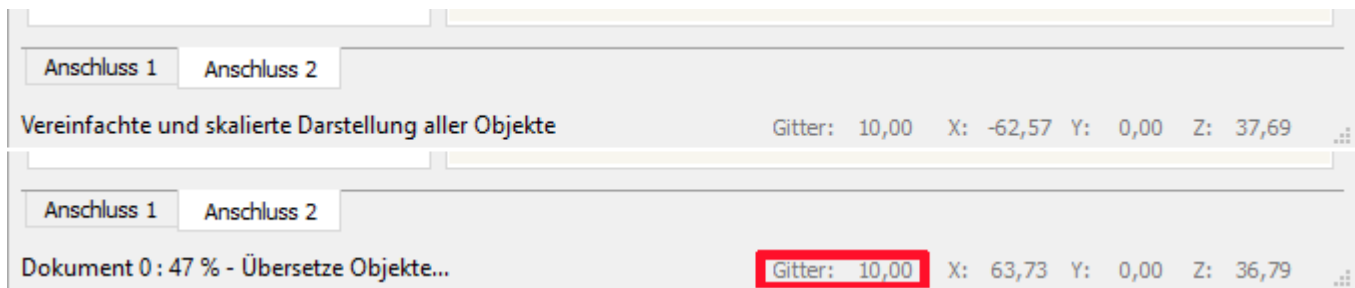 Anschluss 1 Anschluss 2
Vereinfachte und skalierte Darstellung aller Objekte Gitter: 10,00 X: -62,57 Y: 0,00 Z: 37,69
Anschluss 1 Anschluss 2
Dokument 0 : 47 % - Übersetze Objekte... Gitter: 10,00 X: 63,73 Y: 0,00 Z: 36,79